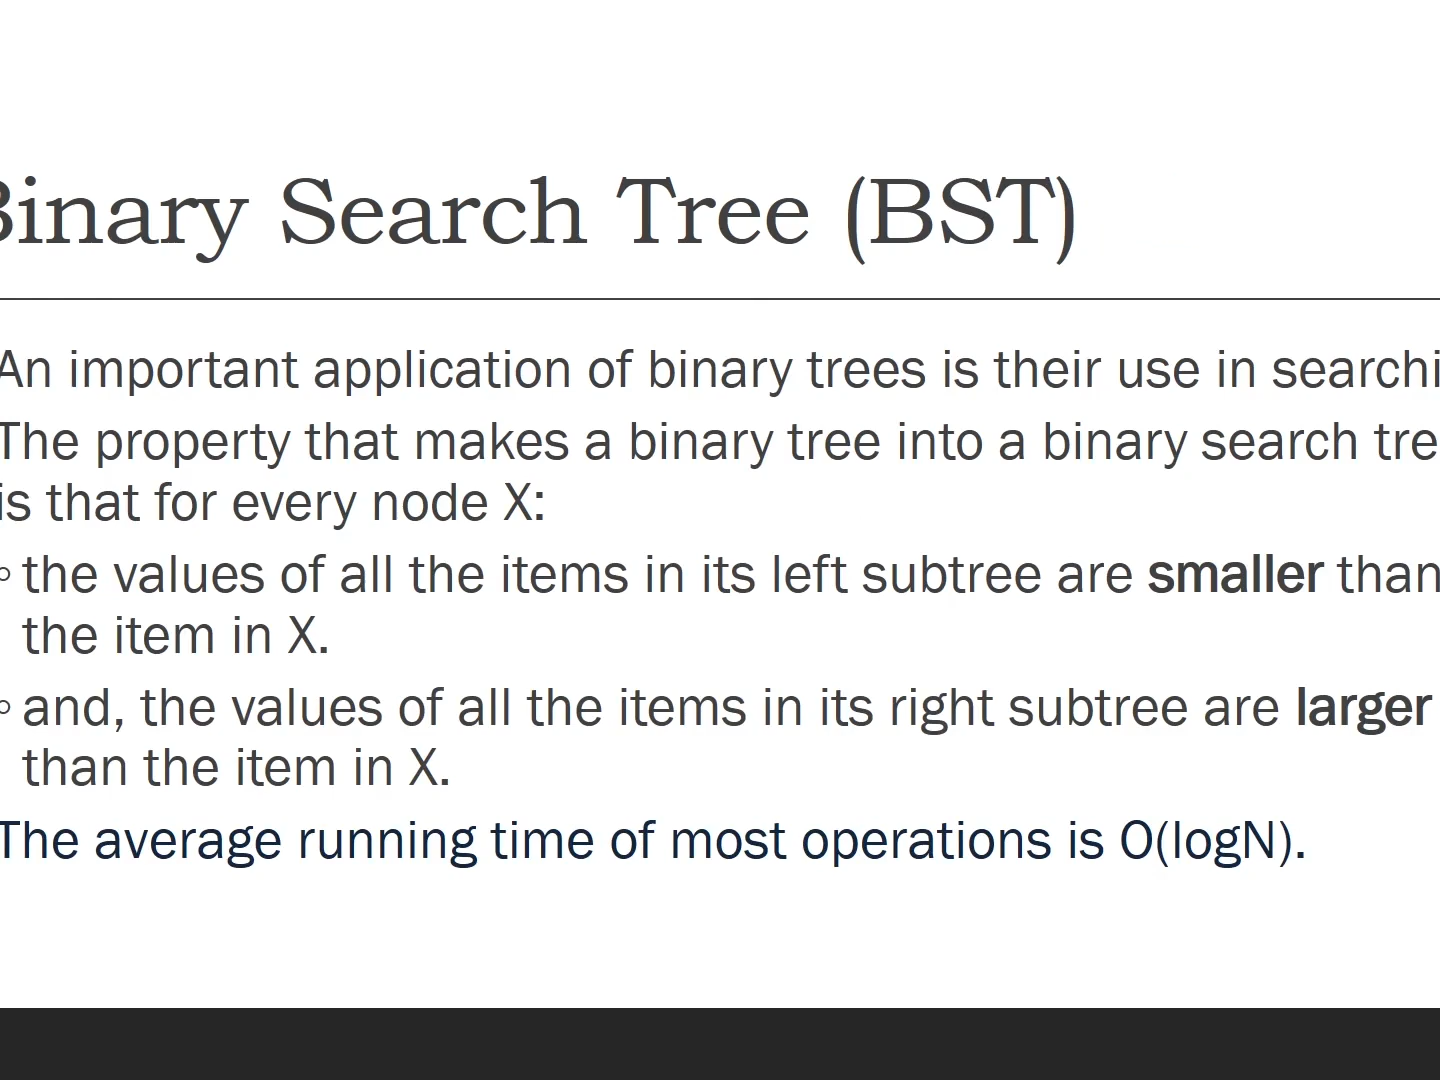 Binary Search Tree (BST)
An important application of binary trees is their use in searchi
The property that makes a binary tree into a binary search tre
is that for every node X:
◦ the values of all the items in its left subtree are smaller than
the item in X.
◦ and, the values of all the items in its right subtree are larger
than the item in X.
The average running time of most operations is O(logN).